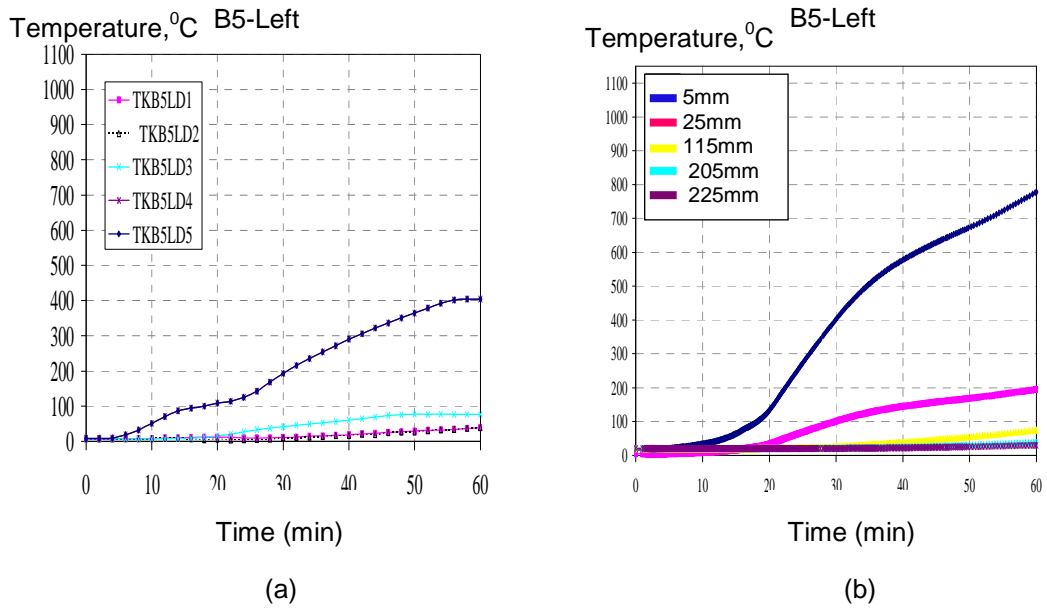 Temperature,⁰C B5-Left
1100
1000
900
800
700
600
500
400
300
200
100
0
TKB5LD1
TKB5LD2
TKB5LD3
TKB5LD4
TKB5LD5
0 10 20 30 40 50 60
Time (min)
(a)
B5-Left
Temperature,⁰C
1100
1000
900
800
700
600
500
400
300
200
100
0
5mm
25mm
115mm
205mm
225mm
0 10 20 30 40 50 60
Time (min)
(b)